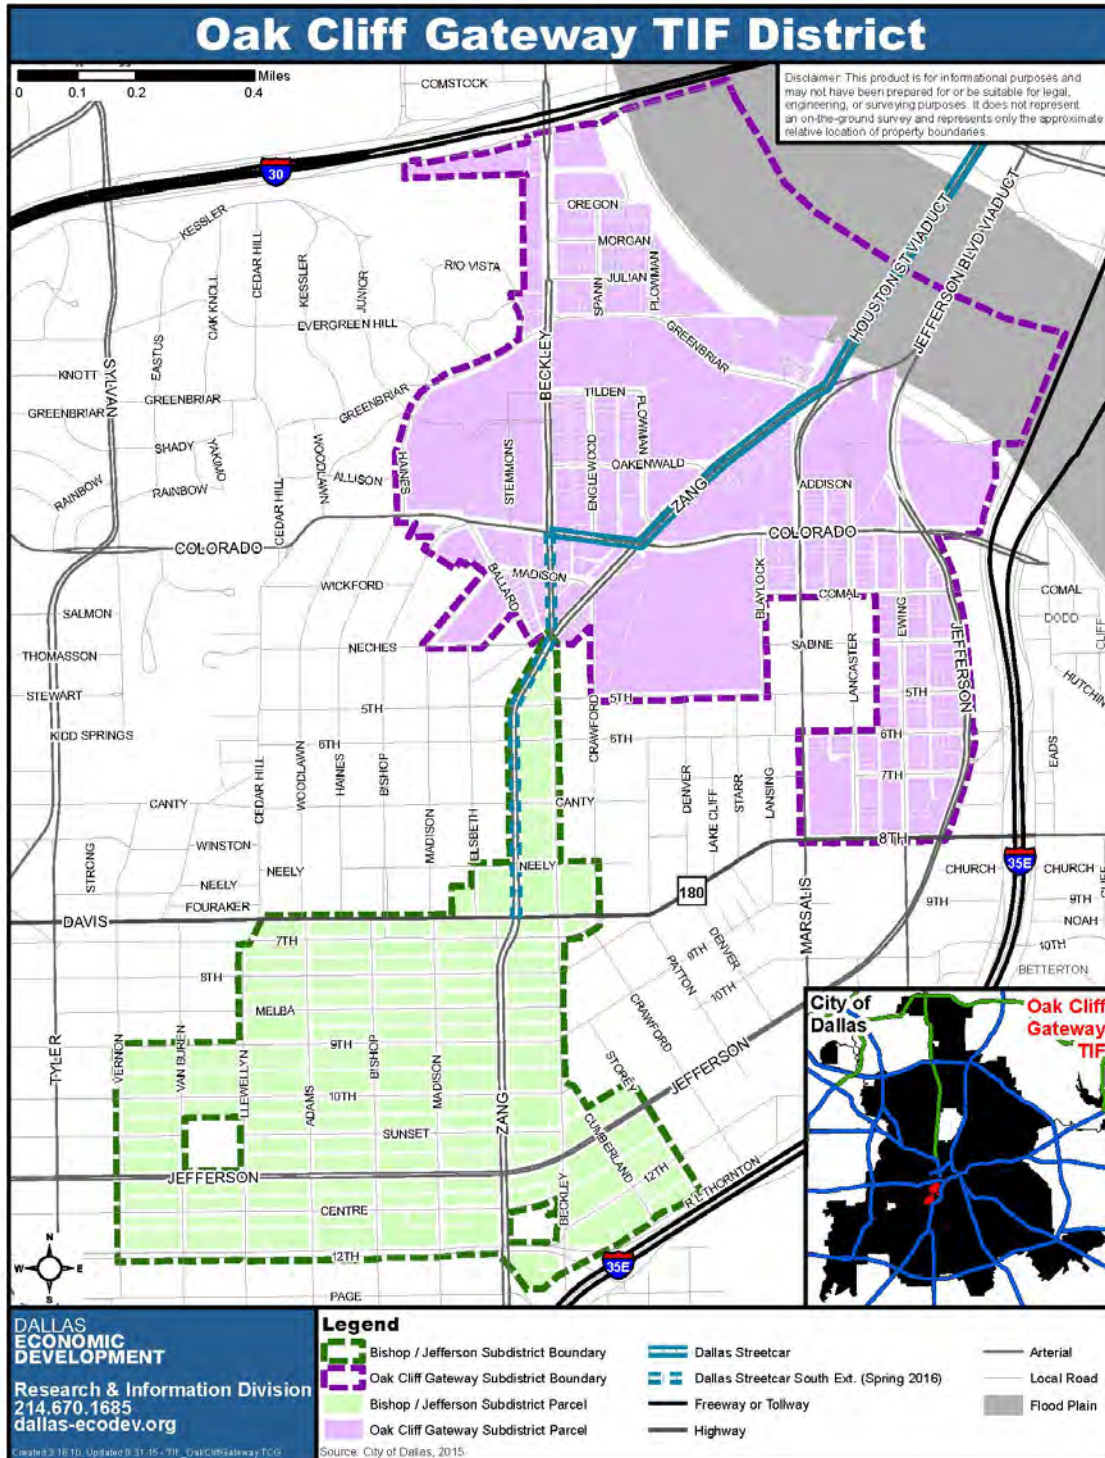 Oak Cliff Gateway TIF District
Miles
0 0.1 0.2 0.4
Disclaimer: This product is for informational purposes and
may not have been prepared for or be suitable for legal,
engineering, or surveying purposes. It does not represent
an on-the-ground survey and represents only the approximate
relative location of property boundaries.
COMSTOCK
30
KESSLER
CEDAR HILL
KESSLER
JUNIOR
OAK KNOLL
EASTUS
RIO VISTA
EVERGREEN HILL
OREGON
MORGAN
JULIAN
SPANN
PLOWMAN
GREENBRIAR
HOUSTON ST VIADUCT
JEFFERSON BLVD VIADUCT
SYLVAN
BECKLEY
KNOTT
GREENBRIAR
GREENBRIAR
GREENBRIAR
SHADY
YAKIMO
RAINBOW
RAINBOW
WOODLAWN
ALLISON
HAINES
CEDAR HILL
STEMMONS
TILDEN
PLOWMAN
ENGLEWOOD
OAKENWALD
ZANG
ADDISON
COLORADO
COLORADO
WICKFORD
BALLARD
MADISON
BLAYLOCK
COMAL
EWING
COMAL
DODD
CLIFF
HUTCHINS
SALMON
THOMASSON
STEWART
KIDD SPRINGS
NECHES
SABINE
LANCASTER
JEFFERSON
5TH
5TH
5TH
CRAWFORD
6TH
6TH
6TH
7TH
8TH
EADS
CEDAR HILL
WOODLAWN
HAINES
BISHOP
MADISON
ELSBETH
CANTY
CANTY
DENVER
LAKE CLIFF
STARR
LANSING
STRONG
WINSTON
NEELY
NEELY
NEELY
FOURAKER
DAVIS
180
MARSALIS
35E
CHURCH
CHURCH
9TH
9TH
NOAH
10TH
BETTERTON
7TH
8TH
MELBA
9TH
10TH
SUNSET
TYLER
VERNON
VAN BUREN
LLEWELLYN
ADAMS
BISHOP
MADISON
ZANG
9TH
DENVER
PATTON
10TH
CRAWFORD
STOREY
JEFFERSON
CUMBERLAND
12TH
JEFFERSON
CENTRE
BECKLEY
R L THORNTON
12TH
35E
PAGE
N
W E
S
City of
Dallas
Oak Cliff
Gateway
TIF
DALLAS
ECONOMIC
DEVELOPMENT
Research & Information Division
214.670.1685
dallas-ecodev.org
Legend
Bishop / Jefferson Subdistrict Boundary
Oak Cliff Gateway Subdistrict Boundary
Bishop / Jefferson Subdistrict Parcel
Oak Cliff Gateway Subdistrict Parcel
Dallas Streetcar
Dallas Streetcar South Ext. (Spring 2016)
Freeway or Tollway
Highway
Arterial
Local Road
Flood Plain
Source: City of Dallas, 2015